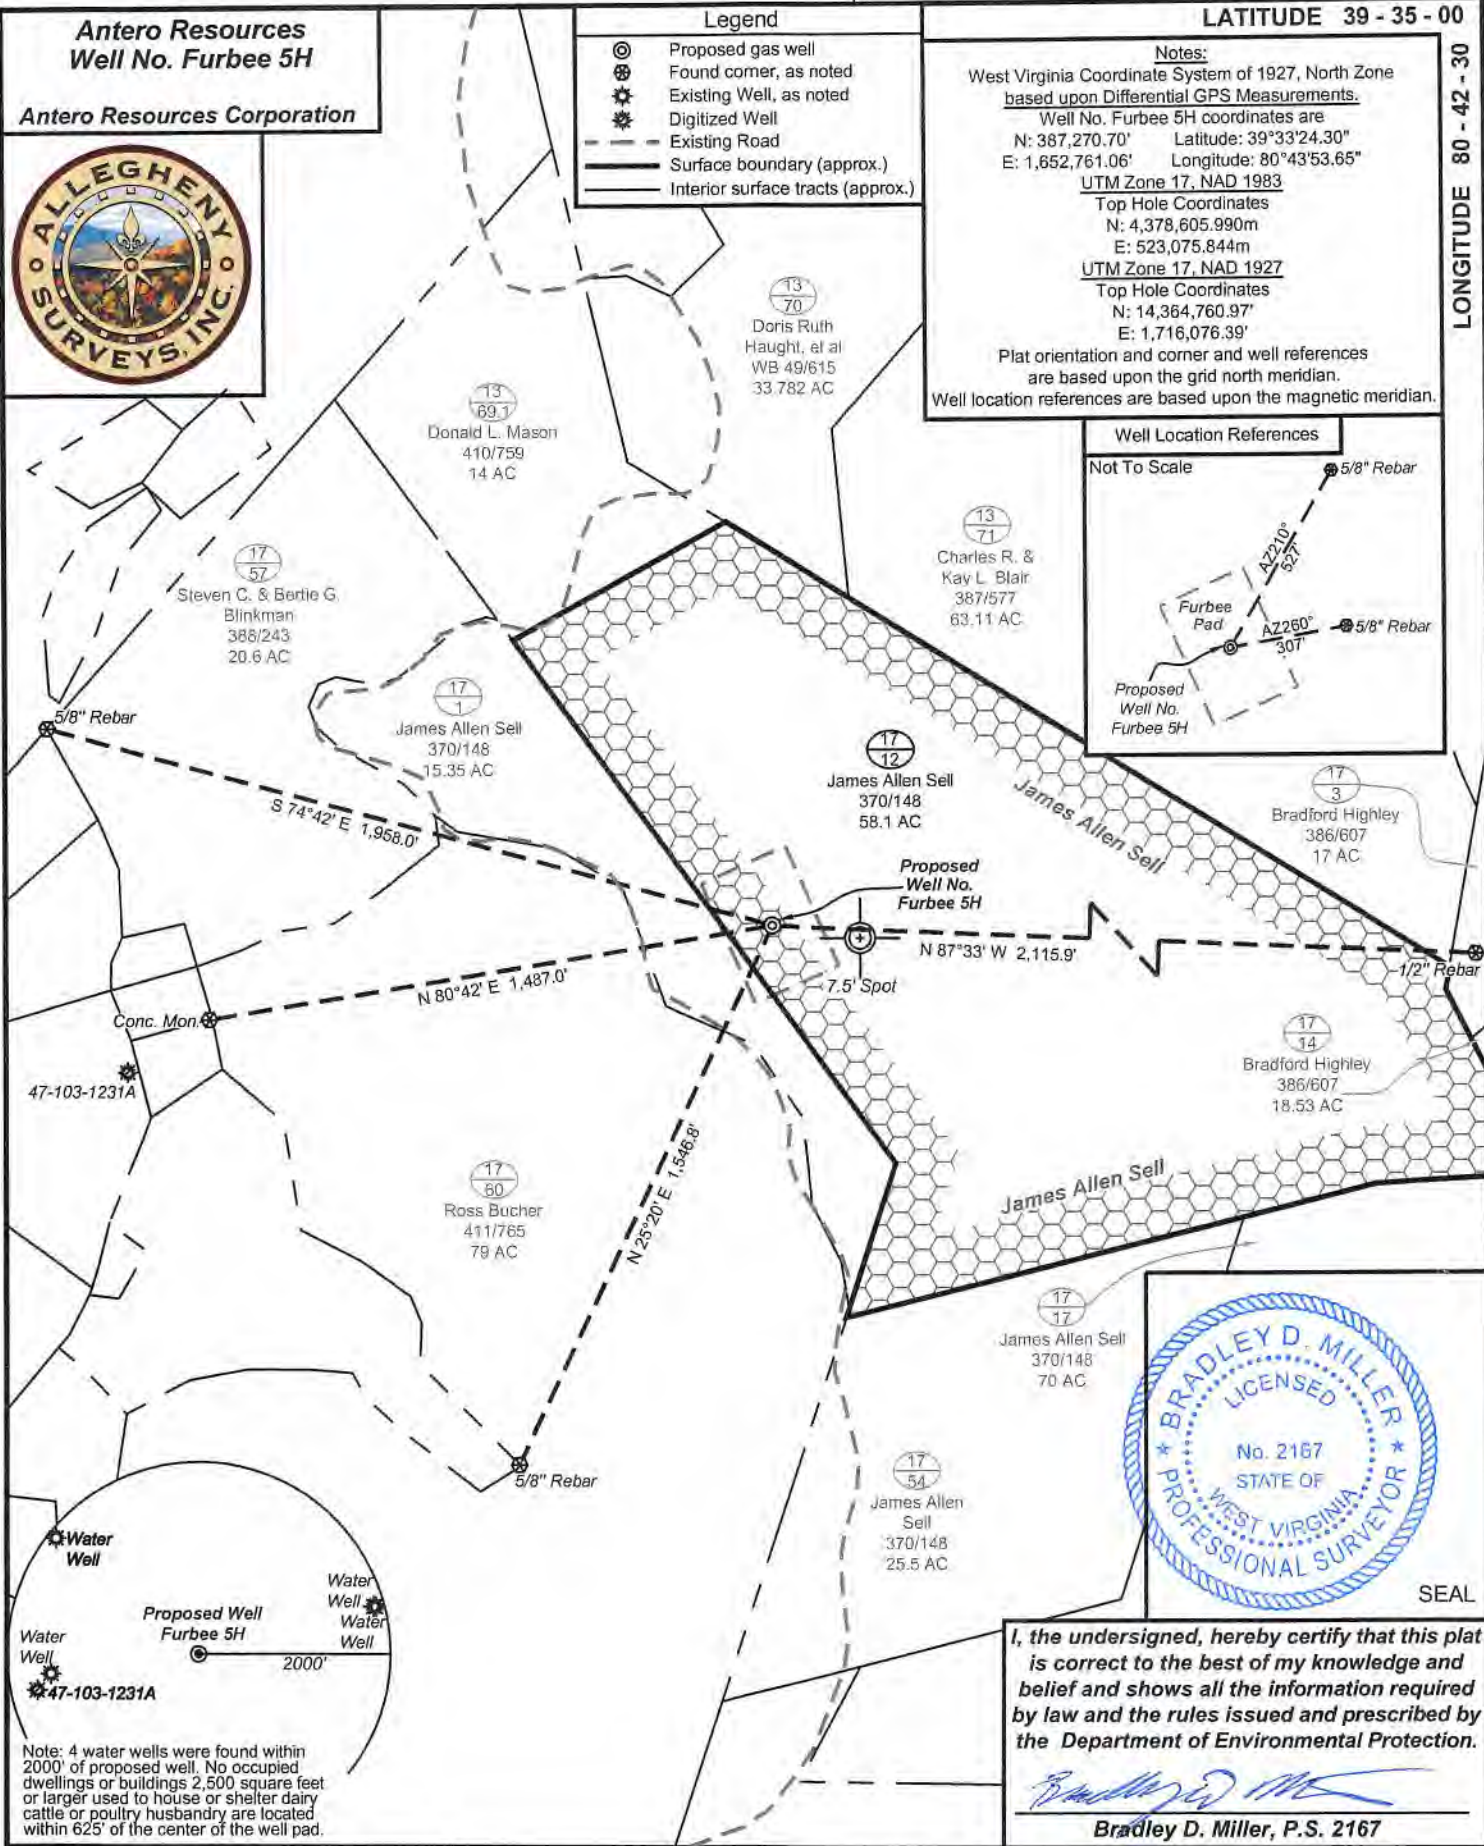 Antero Resources
Well No. Furbee 5H
Antero Resources Corporation
ALLEGHENY
SURVEYS, INC.
Legend
Proposed gas well
Found corner, as noted
Existing Well, as noted
Digitized Well
Existing Road
Surface boundary (approx.)
Interior surface tracts (approx.)
LATITUDE 39 - 35 - 00
LONGITUDE 80 - 42 - 30
Notes:
West Virginia Coordinate System of 1927, North Zone
based upon Differential GPS Measurements.
Well No. Furbee 5H coordinates are
N: 387,270.70' Latitude: 39°33'24.30"
E: 1,652,761.06' Longitude: 80°43'53.65"
UTM Zone 17, NAD 1983
Top Hole Coordinates
N: 4,378,605.990m
E: 523,075.844m
UTM Zone 17, NAD 1927
Top Hole Coordinates
N: 14,364,760.97'
E: 1,716,076.39'
Plat orientation and corner and well references
are based upon the grid north meridian.
Well location references are based upon the magnetic meridian.
Well Location References
Not To Scale
5/8" Rebar
AZ210°
527'
Furbee
Pad
AZ260°
307'
5/8" Rebar
Proposed
Well No.
Furbee 5H
13
70
Doris Ruth
Haught, et al
WB 49/615
33.782 AC
13
69.1
Donald L. Mason
410/759
14 AC
13
71
Charles R. &
Kay L. Blair
387/577
63.11 AC
17
57
Steven C. & Bertie G.
Blinkman
388/243
20.6 AC
5/8" Rebar
17
1
James Allen Sell
370/148
15.35 AC
17
12
James Allen Sell
370/148
58.1 AC
James Allen Sell
17
3
Bradford Highley
386/607
17 AC
S 74°42' E 1,958.0'
Proposed
Well No.
Furbee 5H
N 87°33' W 2,115.9'
1/2" Rebar
7.5' Spot
N 80°42' E 1,487.0'
Conc. Mon.
47-103-1231A
17
14
Bradford Highley
386/607
18.53 AC
N 25°20' E 1,546.8'
17
60
Ross Bucher
411/765
79 AC
James Allen Sell
17
17
James Allen Sell
370/148
70 AC
5/8" Rebar
17
54
James Allen
Sell
370/148
25.5 AC
BRADLEY D. MILLER
LICENSED
No. 2167
STATE OF
WEST VIRGINIA
PROFESSIONAL SURVEYOR
SEAL
Water
Well
Water
Well
Water
Well
Proposed Well
Furbee 5H
2000'
Water
Well
47-103-1231A
Note: 4 water wells were found within
2000' of proposed well. No occupied
dwellings or buildings 2,500 square feet
or larger used to house or shelter dairy
cattle or poultry husbandry are located
within 625' of the center of the well pad.
I, the undersigned, hereby certify that this plat
is correct to the best of my knowledge and
belief and shows all the information required
by law and the rules issued and prescribed by
the Department of Environmental Protection.
Bradley D. Miller, P.S. 2167